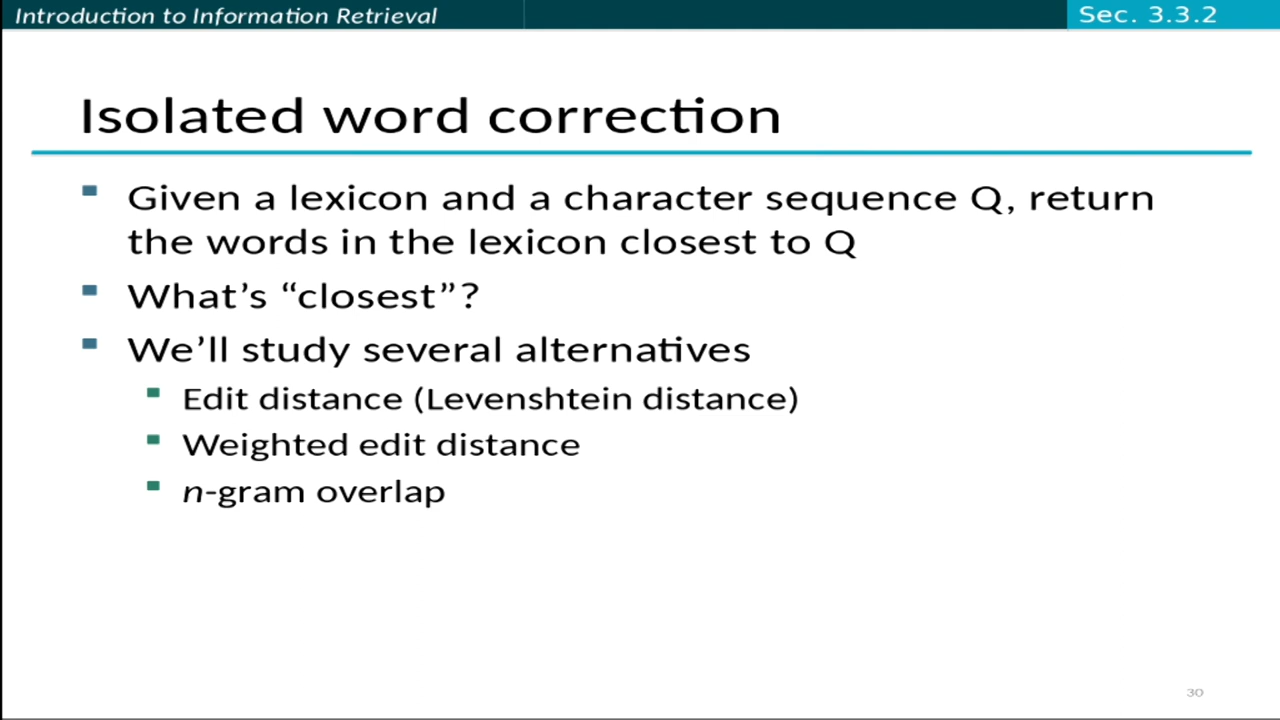 Introduction to Information Retrieval
Sec. 3.3.2
Isolated word correction
Given a lexicon and a character sequence Q, return
the words in the lexicon closest to Q
What’s “closest”?
We’ll study several alternatives
Edit distance (Levenshtein distance)
Weighted edit distance
n-gram overlap
30